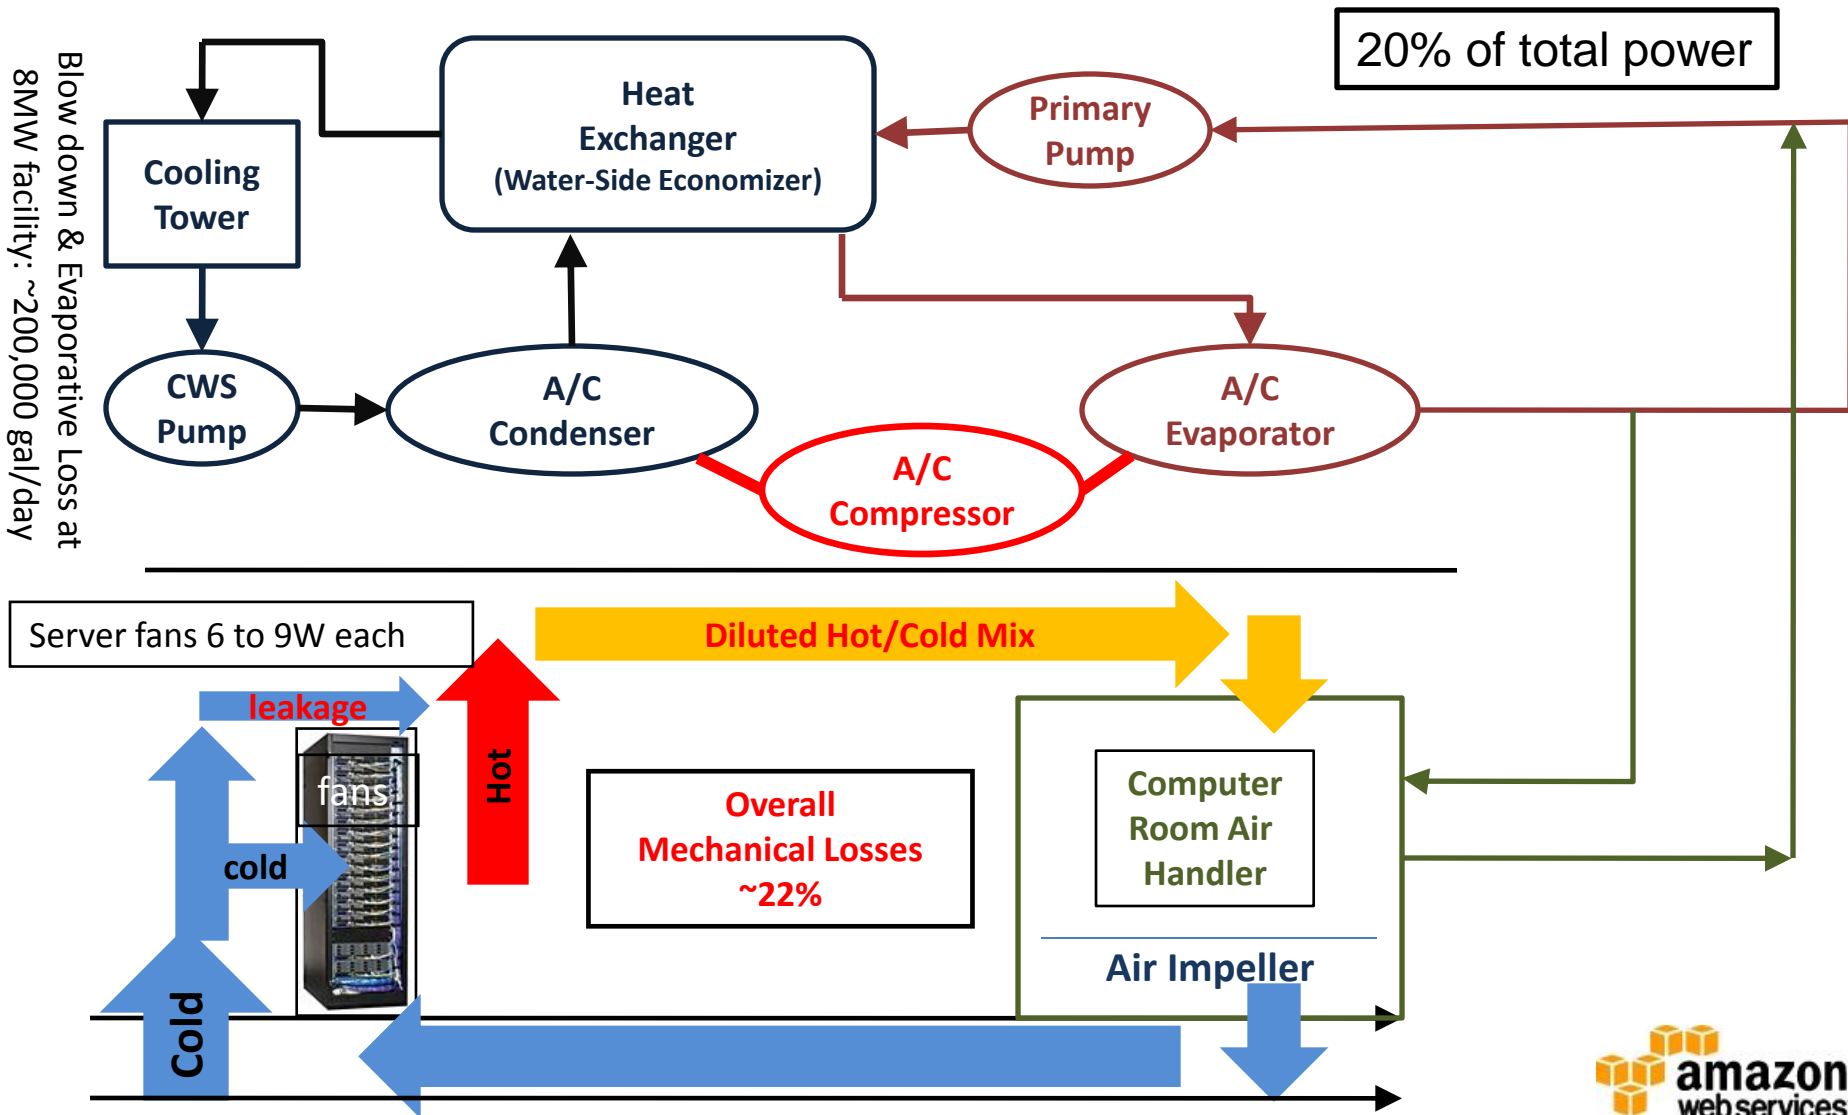 20% of total power
Blow down & Evaporative Loss at
8MW facility: ~200,000 gal/day
Heat
Exchanger
(Water-Side Economizer)
Primary
Pump
Cooling
Tower
CWS
Pump
A/C
Condenser
A/C
Evaporator
A/C
Compressor
Server fans 6 to 9W each
Diluted Hot/Cold Mix
leakage
Hot
fans
cold
Overall
Mechanical Losses
~22%
Computer
Room Air
Handler
Air Impeller
Cold
amazon
web services